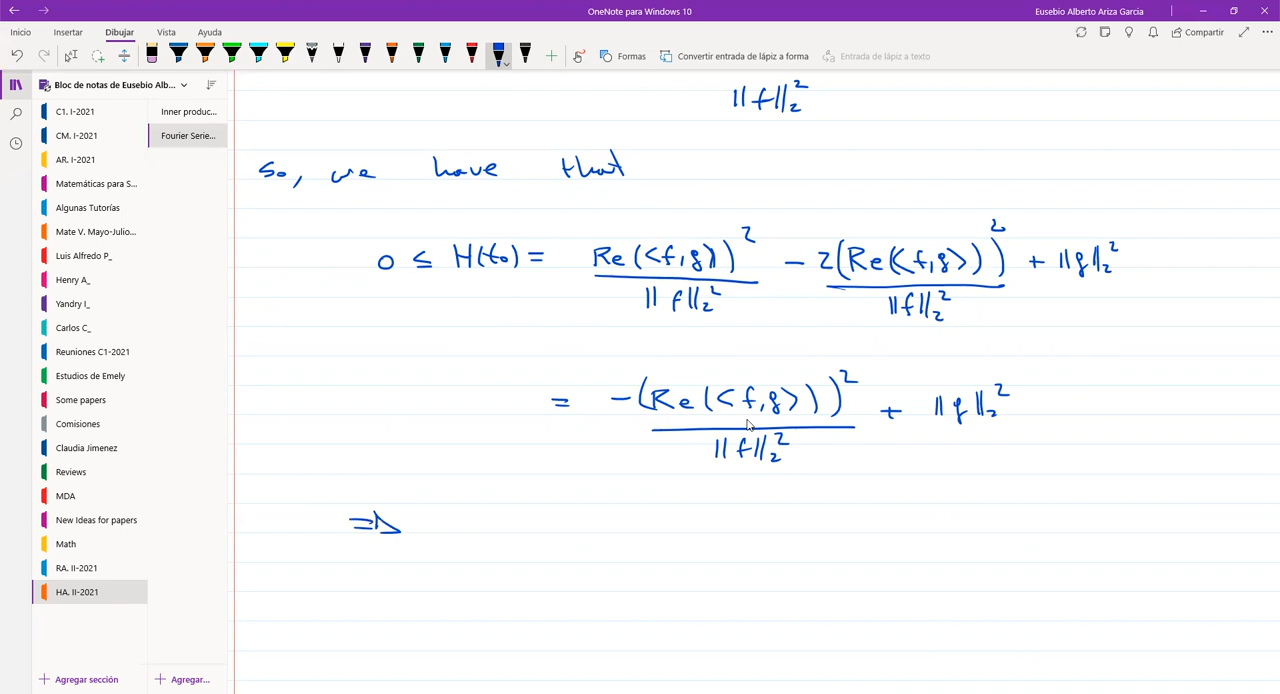 OneNote para Windows 10
Eusebio Alberto Ariza Garcia
Inicio Insertar Dibujar Vista Ayuda
Compartir
Formas Convertir entrada de lápiz a forma Entrada de lápiz a texto
Bloc de notas de Eusebio Alb...
C1. I-2021
CM. I-2021
AR. I-2021
Matemáticas para S...
Algunas Tutorías
Mate V. Mayo-Julio...
Luis Alfredo P_
Henry A_
Yandry I_
Carlos C_
Reuniones C1-2021
Estudios de Emely
Some papers
Comisiones
Claudia Jimenez
Reviews
MDA
New Ideas for papers
Math
RA. II-2021
HA. II-2021
Agregar sección
Inner produc...
Fourier Serie...
Agregar...
||f||₂²
So, we have that
0 ≤ H(t₀) = Re(<f,g>)² / ||f||₂² - 2(Re(<f,g>))² / ||f||₂² + ||g||₂²
= -(Re(<f,g>))² / ||f||₂² + ||g||₂²
⇒